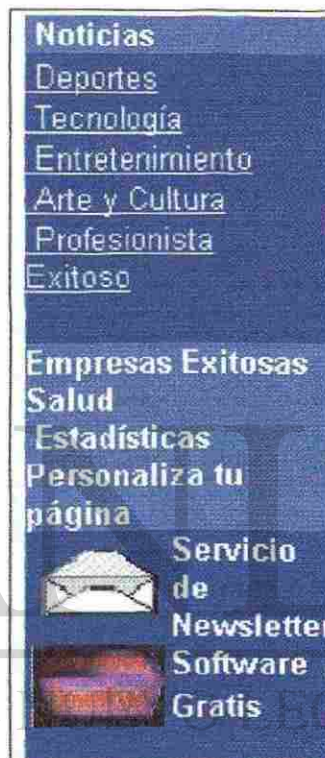 Noticias
Deportes
Tecnología
Entretenimiento
Arte y Cultura
Profesionista
Exitoso
Empresas Exitosas
Salud
Estadísticas
Personaliza tu
página
Servicio
de
Newsletter
Software
Gratis